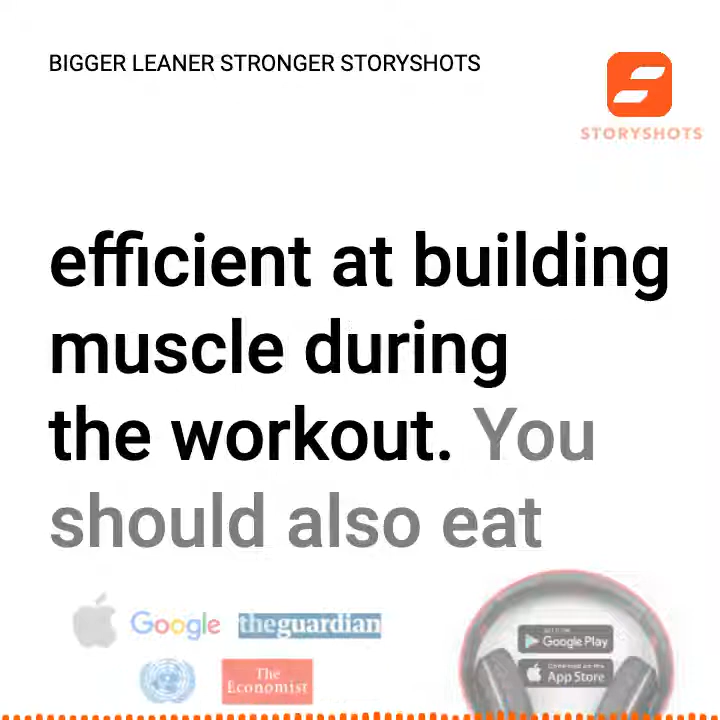 BIGGER LEANER STRONGER STORYSHOTS
STORYSHOTS
efficient at building
muscle during
the workout. You
should also eat
Google theguardian
The
Economist
Google Play
App Store